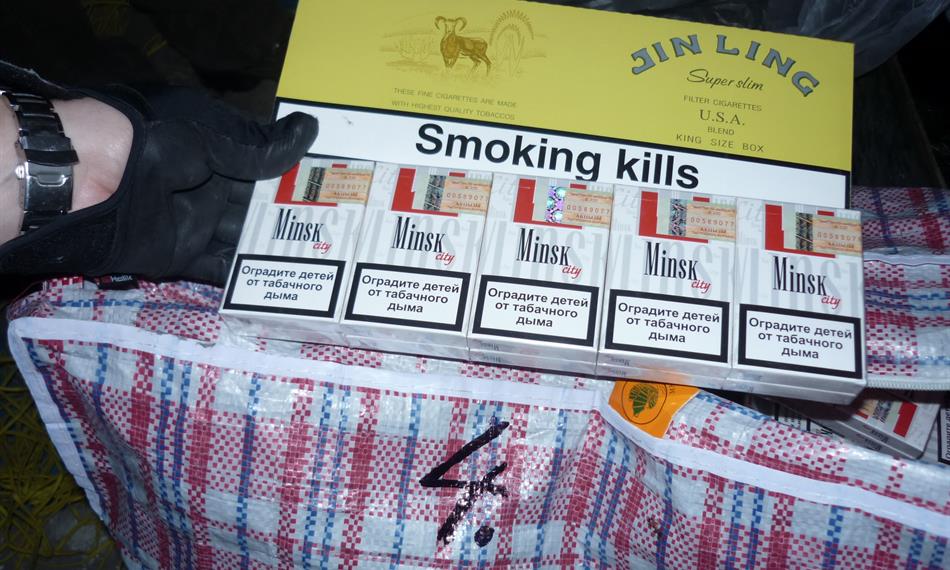 JIN LING
Super slim
FILTER CIGARETTES
U.S.A.
BLEND
KING SIZE BOX
THESE FINE CIGARETTES ARE MADE
WITH HIGHEST QUALITY TOBACCOS
Smoking kills
Minsk
city
Оградите детей
от табачного
дыма
Minsk
city
Оградите детей
от табачного
дыма
Minsk
city
Оградите детей
от табачного
дыма
Minsk
city
Оградите детей
от табачного
дыма
Minsk
city
Оградите детей
от табачного
дыма